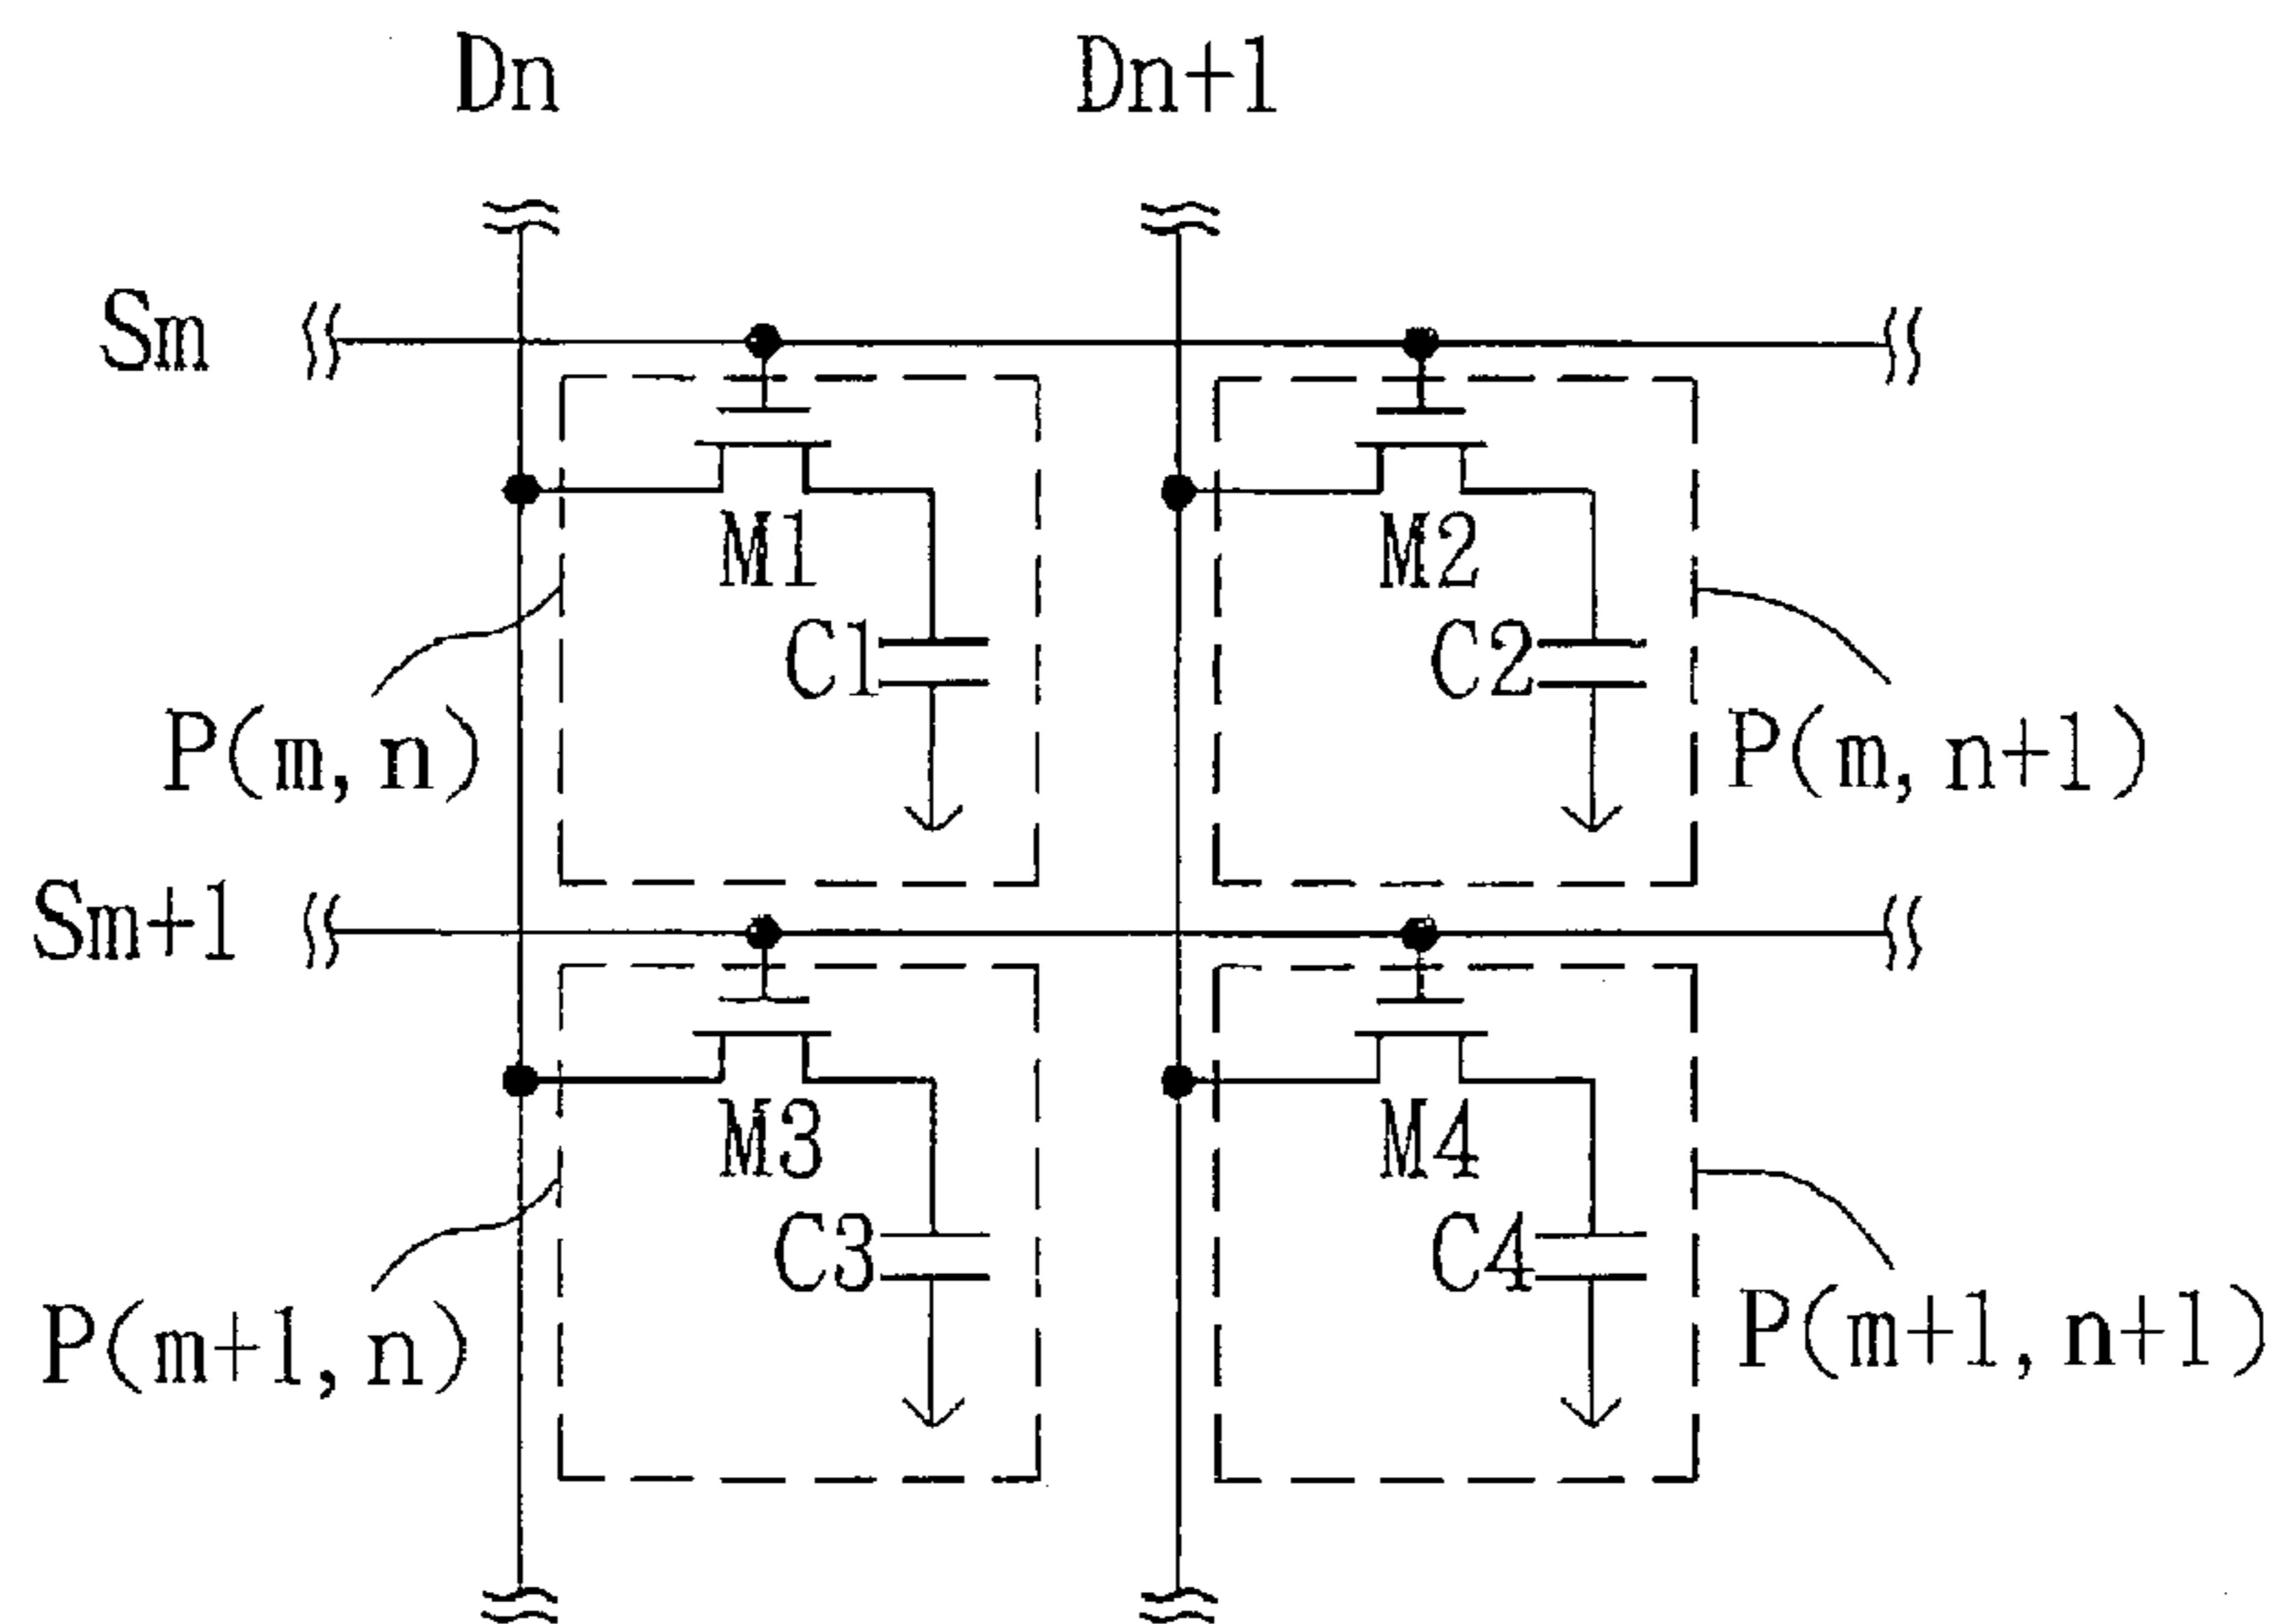 Dn
Dn+1
Sm
M1
M2
C1
C2
P(m,n)
P(m,n+1)
Sm+1
M3
M4
C3
C4
P(m+1,n)
P(m+1,n+1)